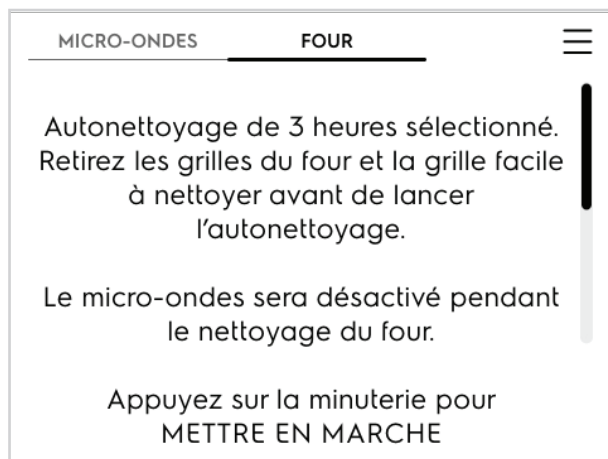 MICRO-ONDES FOUR
Autonettoyage de 3 heures sélectionné.
Retirez les grilles du four et la grille facile
à nettoyer avant de lancer
l'autonettoyage.
Le micro-ondes sera désactivé pendant
le nettoyage du four.
Appuyez sur la minuterie pour
METTRE EN MARCHE